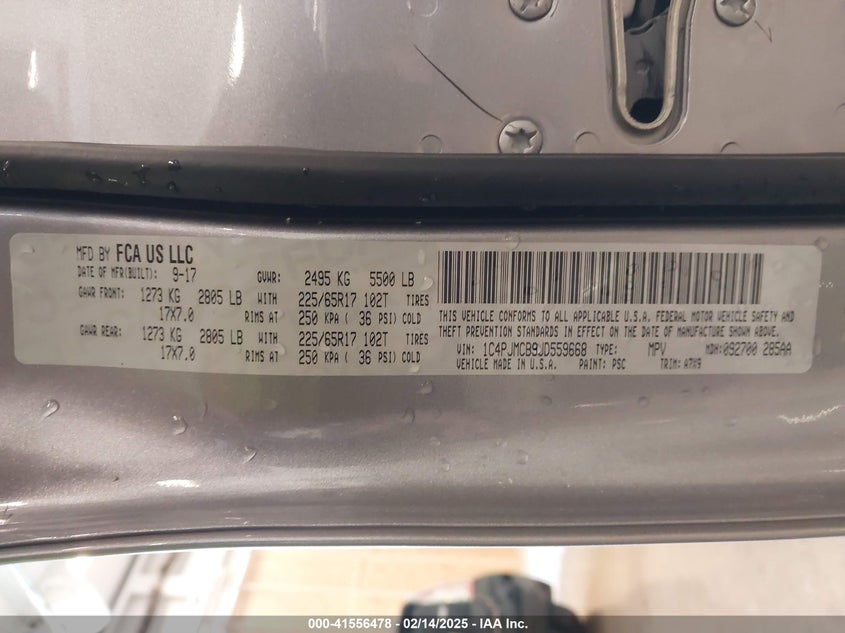 MFD BY FCA US LLC
DATE OF MFR(BUILT): 9-17 GVWR: 2495 KG 5500 LB
GAWR FRONT: 1273 KG 2805 LB WITH 225/65R17 102T TIRES
17X7.0 RIMS AT 250 KPA ( 36 PSI) COLD
GAWR REAR: 1273 KG 2805 LB WITH 225/65R17 102T TIRES
17X7.0 RIMS AT 250 KPA ( 36 PSI) COLD
THIS VEHICLE CONFORMS TO ALL APPLICABLE U.S.A. FEDERAL MOTOR VEHICLE SAFETY AND
THEFT PREVENTION STANDARDS IN EFFECT ON THE DATE OF MANUFACTURE SHOWN ABOVE.
VIN: 1C4PJMCB9JD559668 TYPE: MPV MDH: 092700 285AA
VEHICLE MADE IN U.S.A. PAINT: PSC TRIM: A7X9
000-41556478 - 02/14/2025 - IAA Inc.